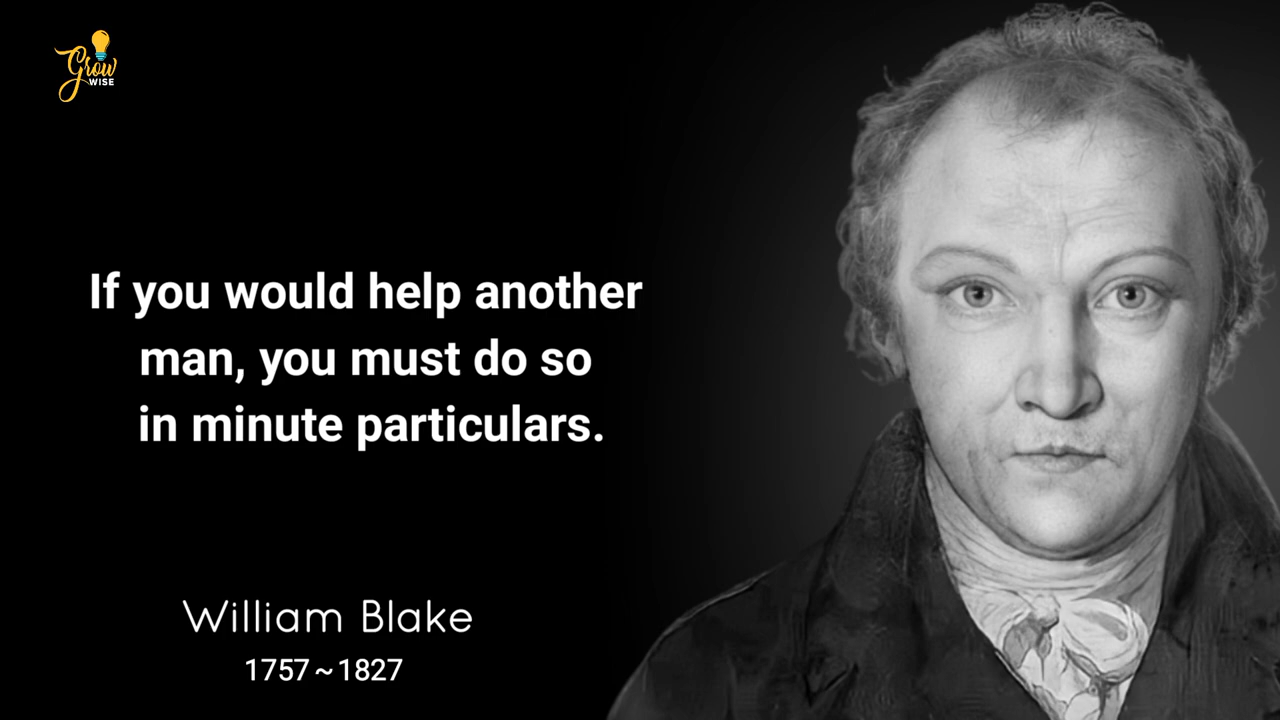 Grow
WISE
If you would help another
man, you must do so
in minute particulars.
William Blake
1757~1827